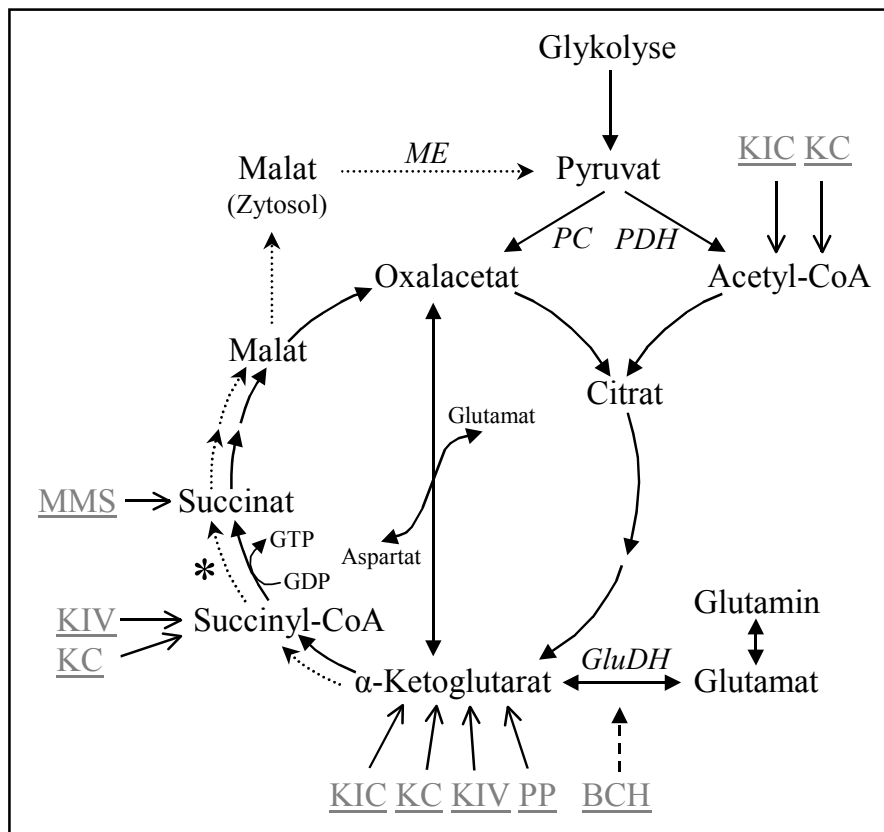 Glykolyse
Malat ME Pyruvat KIC KC
(Zytosol)
PC PDH
Oxalacetat Acetyl-CoA
Malat
Citrat
Glutamat
MMS Succinat
GTP Aspartat
* GDP
KIV Succinyl-CoA Glutamin
KC
GluDH
α-Ketoglutarat Glutamat
KIC KC KIV PP BCH